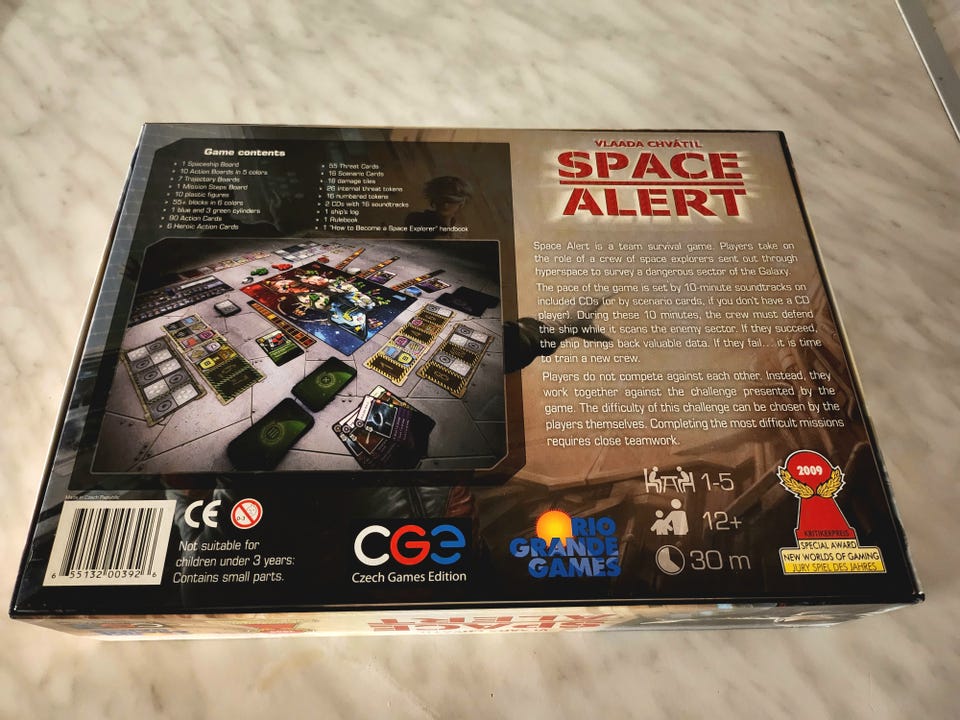 Game contents
• 1 Spaceship Board
• 10 Action Boards in 5 colors
• 7 Trajectory Boards
• 1 Mission Steps Board
• 10 plastic figures
• 55+ blocks in 6 colors
• 1 blue and 3 green cylinders
• 90 Action Cards
• 6 Heroic Action Cards
• 55 Threat Cards
• 16 Scenario Cards
• 18 damage tiles
• 26 internal threat tokens
• 16 numbered tokens
• 2 CDs with 16 soundtracks
• 1 ship's log
• 1 Rulebook
• 1 "How to Become a Space Explorer" handbook
VLAADA CHVÁTIL
SPACE
ALERT
Space Alert is a team survival game. Players take on
the role of a crew of space explorers sent out through
hyperspace to survey a dangerous sector of the Galaxy.
The pace of the game is set by 10-minute soundtracks on
included CDs (or by scenario cards, if you don't have a CD
player). During these 10 minutes, the crew must defend
the ship while it scans the enemy sector. If they succeed,
the ship brings back valuable data. If they fail... it is time
to train a new crew.
Players do not compete against each other. Instead, they
work together against the challenge presented by the
game. The difficulty of this challenge can be chosen by the
players themselves. Completing the most difficult missions
requires close teamwork.
1-5
12+
30 m
2009
KRITIKERPREIS
SPECIAL AWARD
NEW WORLDS OF GAMING
JURY SPIEL DES JAHRES
Made in Czech Republic
6 55132 00392 6
CE
0-3
Not suitable for
children under 3 years:
Contains small parts.
CGE
Czech Games Edition
RIO
GRANDE
GAMES
SPACE
ALERT